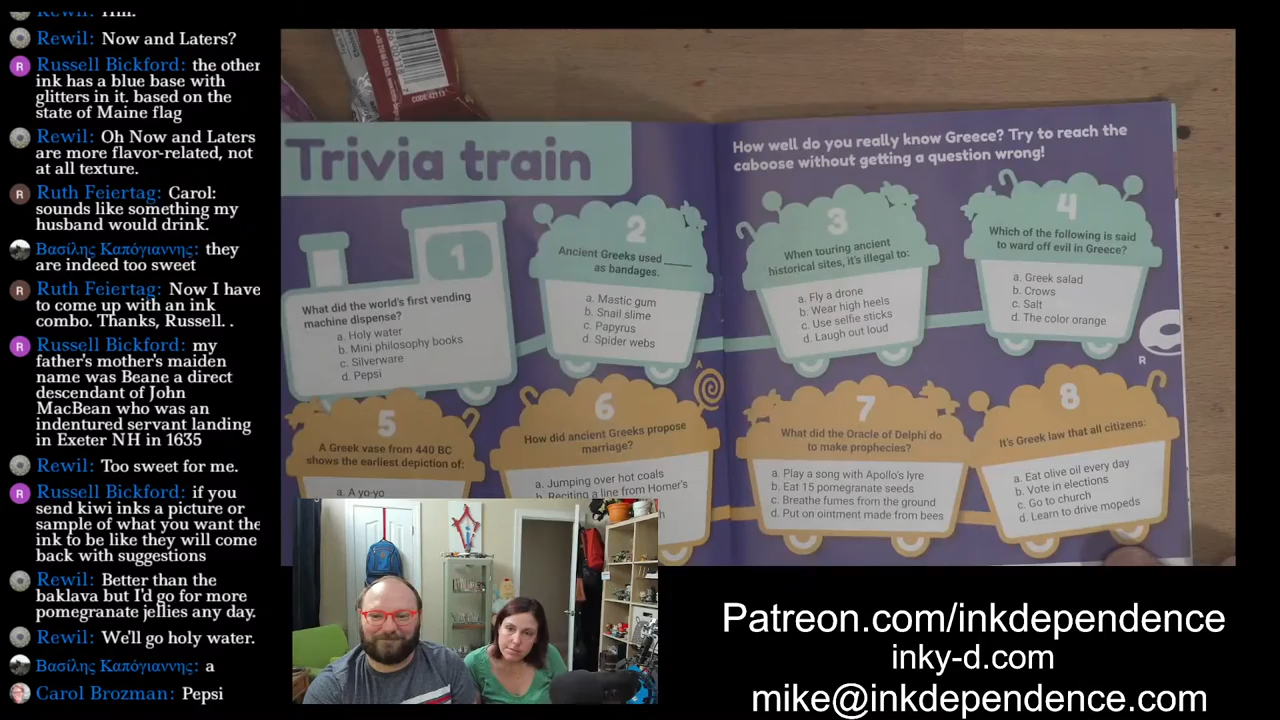 Rewil: Hm.
Rewil: Now and Laters?
Russell Bickford: the other
ink has a blue base with
glitters in it. based on the
state of Maine flag
Rewil: Oh Now and Laters
are more flavor-related, not
at all texture.
Ruth Feiertag: Carol:
sounds like something my
husband would drink.
Βασίλης Καπόγιαννης: they
are indeed too sweet
Ruth Feiertag: Now I have
to come up with an ink
combo. Thanks, Russell. .
Russell Bickford: my
father's mother's maiden
name was Beane a direct
descendant of John
MacBean who was an
indentured servant landing
in Exeter NH in 1635
Rewil: Too sweet for me.
Russell Bickford: if you
send kiwi inks a picture or
sample of what you want the
ink to be like they will come
back with suggestions
Rewil: Better than the
baklava but I'd go for more
pomegranate jellies any day.
Rewil: We'll go holy water.
Βασίλης Καπόγιαννης: a
Carol Brozman: Pepsi
Trivia train
How well do you really know Greece? Try to reach the
caboose without getting a question wrong!
1
What did the world's first vending
machine dispense?
a. Holy water
b. Mini philosophy books
c. Silverware
d. Pepsi
2
Ancient Greeks used ____
as bandages.
a. Mastic gum
b. Snail slime
c. Papyrus
d. Spider webs
3
When touring ancient
historical sites, it's illegal to:
a. Fly a drone
b. Wear high heels
c. Use selfie sticks
d. Laugh out loud
4
Which of the following is said
to ward off evil in Greece?
a. Greek salad
b. Crows
c. Salt
d. The color orange
A
R
5
A Greek vase from 440 BC
shows the earliest depiction of:
a. A yo-yo
6
How did ancient Greeks propose
marriage?
a. Jumping over hot coals
b. Reciting a line from Homer's
7
What did the Oracle of Delphi do
to make prophecies?
a. Play a song with Apollo's lyre
b. Eat 15 pomegranate seeds
c. Breathe fumes from the ground
d. Put on ointment made from bees
8
It's Greek law that all citizens:
a. Eat olive oil every day
b. Vote in elections
c. Go to church
d. Learn to drive mopeds
Patreon.com/inkdependence
inky-d.com
mike@inkdependence.com